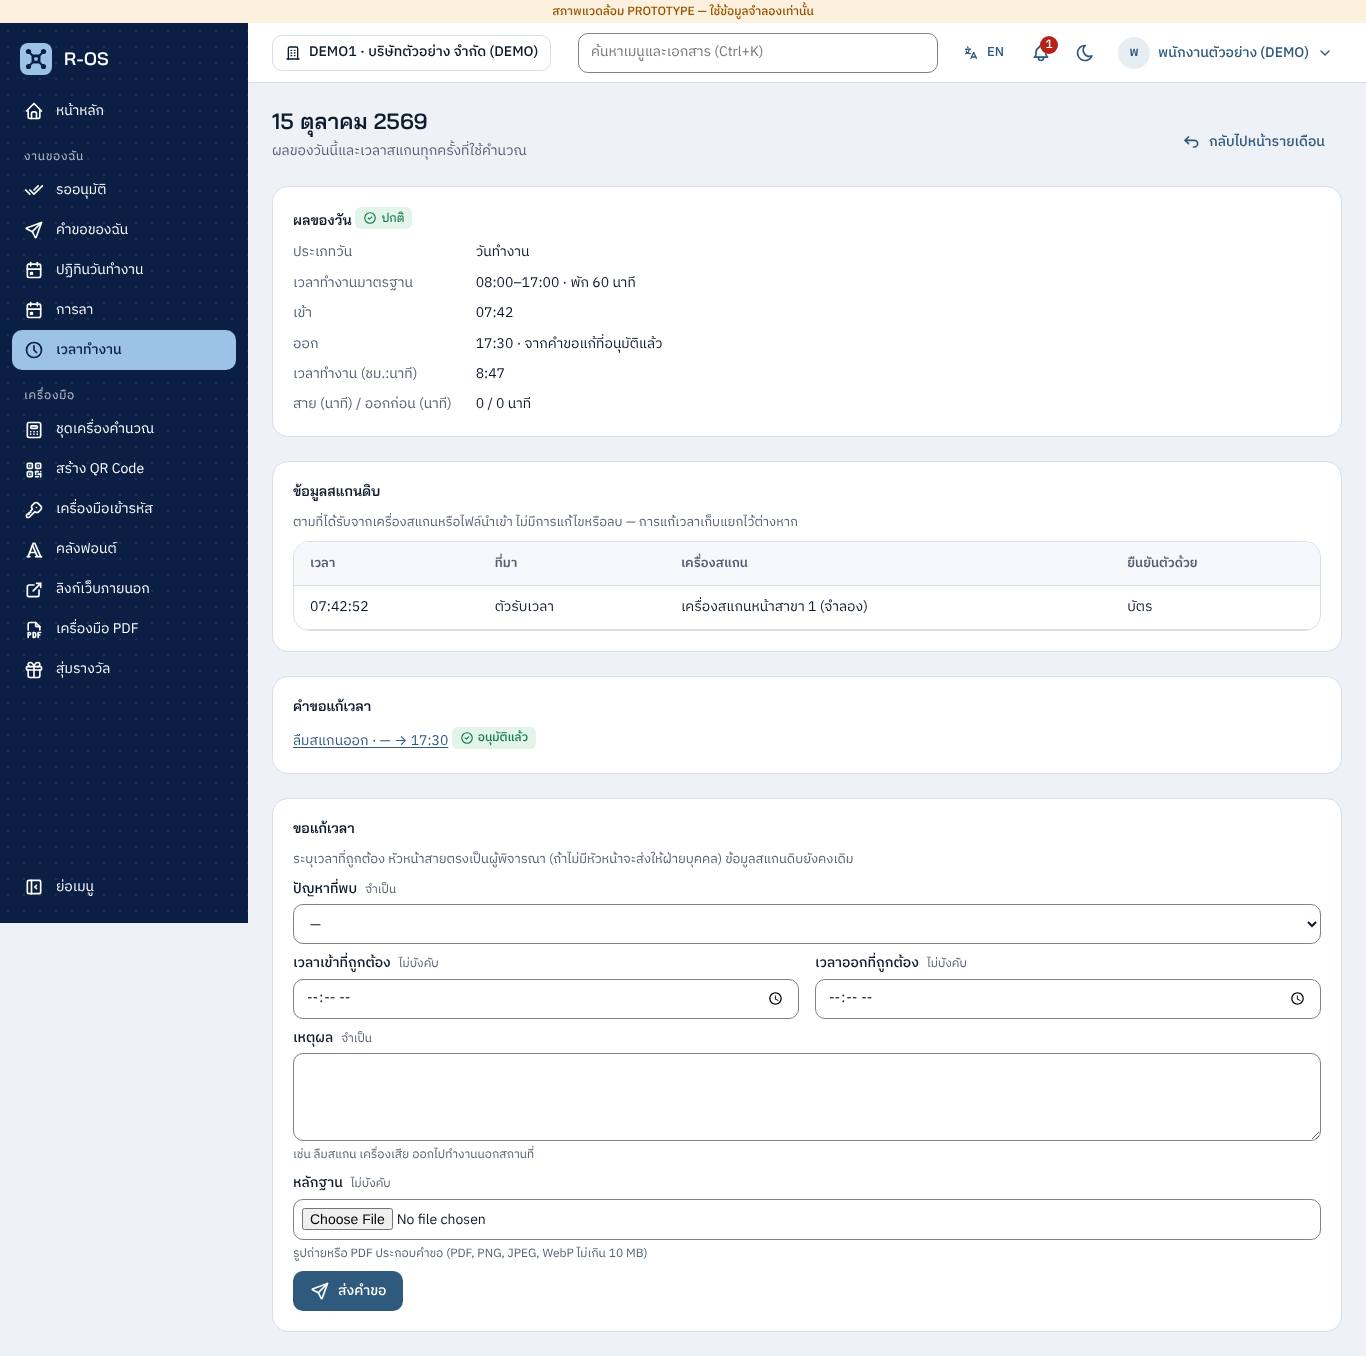 สภาพแวดล้อม PROTOTYPE — ใช้ข้อมูลจำลองเท่านั้น
R-OS
DEMO1 · บริษัทตัวอย่าง จำกัด (DEMO)
ค้นหาเมนูและเอกสาร (Ctrl+K)
EN
1
พ
พนักงานตัวอย่าง (DEMO)
หน้าหลัก
งานของฉัน
รออนุมัติ
คำขอของฉัน
ปฏิทินวันทำงาน
การลา
เวลาทำงาน
เครื่องมือ
ชุดเครื่องคำนวณ
สร้าง QR Code
เครื่องมือเข้ารหัส
คลังฟอนต์
ลิงก์เว็บภายนอก
เครื่องมือ PDF
สุ่มรางวัล
ย่อเมนู
15 ตุลาคม 2569
ผลของวันนี้และเวลาสแกนทุกครั้งที่ใช้คำนวณ
กลับไปหน้ารายเดือน
ผลของวัน ปกติ
ประเภทวัน วันทำงาน
เวลาทำงานมาตรฐาน 08:00–17:00 · พัก 60 นาที
เข้า 07:42
ออก 17:30 · จากคำขอแก้ที่อนุมัติแล้ว
เวลาทำงาน (ชม.:นาที) 8:47
สาย (นาที) / ออกก่อน (นาที) 0 / 0 นาที
ข้อมูลสแกนดิบ
ตามที่ได้รับจากเครื่องสแกนหรือไฟล์นำเข้า ไม่มีการแก้ไขหรือลบ — การแก้เวลาเก็บแยกไว้ต่างหาก
เวลา ที่มา เครื่องสแกน ยืนยันตัวด้วย
07:42:52 ตัวรับเวลา เครื่องสแกนหน้าสาขา 1 (จำลอง) บัตร
คำขอแก้เวลา
ลืมสแกนออก · — → 17:30 อนุมัติแล้ว
ขอแก้เวลา
ระบุเวลาที่ถูกต้อง หัวหน้าสายตรงเป็นผู้พิจารณา (ถ้าไม่มีหัวหน้าจะส่งให้ฝ่ายบุคคล) ข้อมูลสแกนดิบยังคงเดิม
ปัญหาที่พบ จำเป็น
—
เวลาเข้าที่ถูกต้อง ไม่บังคับ เวลาออกที่ถูกต้อง ไม่บังคับ
--:-- -- --:-- --
เหตุผล จำเป็น
เช่น ลืมสแกน เครื่องเสีย ออกไปทำงานนอกสถานที่
หลักฐาน ไม่บังคับ
Choose File No file chosen
รูปถ่ายหรือ PDF ประกอบคำขอ (PDF, PNG, JPEG, WebP ไม่เกิน 10 MB)
ส่งคำขอ